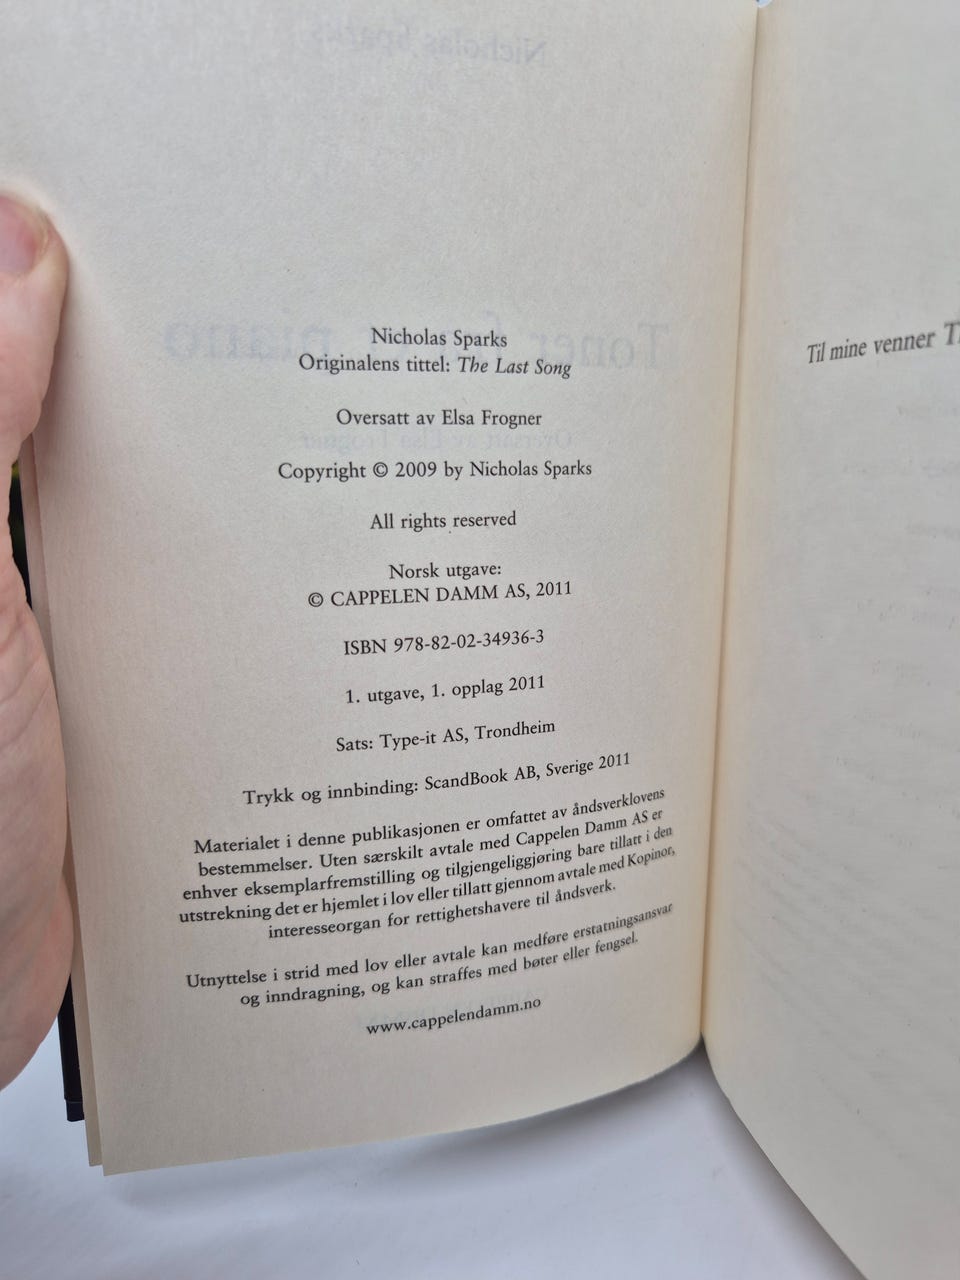 Nicholas Sparks
Originalens tittel: The Last Song
Oversatt av Elsa Frogner
Copyright © 2009 by Nicholas Sparks
All rights reserved
Norsk utgave:
© CAPPELEN DAMM AS, 2011
ISBN 978-82-02-34936-3
1. utgave, 1. opplag 2011
Sats: Type-it AS, Trondheim
Trykk og innbinding: ScandBook AB, Sverige 2011
Materialet i denne publikasjonen er omfattet av åndsverklovens
bestemmelser. Uten særskilt avtale med Cappelen Damm AS er
enhver eksemplarfremstilling og tilgjengeliggjøring bare tillatt i den
utstrekning det er hjemlet i lov eller tillatt gjennom avtale med Kopinor,
interesseorgan for rettighetshavere til åndsverk.
Utnyttelse i strid med lov eller avtale kan medføre erstatningsansvar
og inndragning, og kan straffes med bøter eller fengsel.
www.cappelendamm.no
Til mine venner